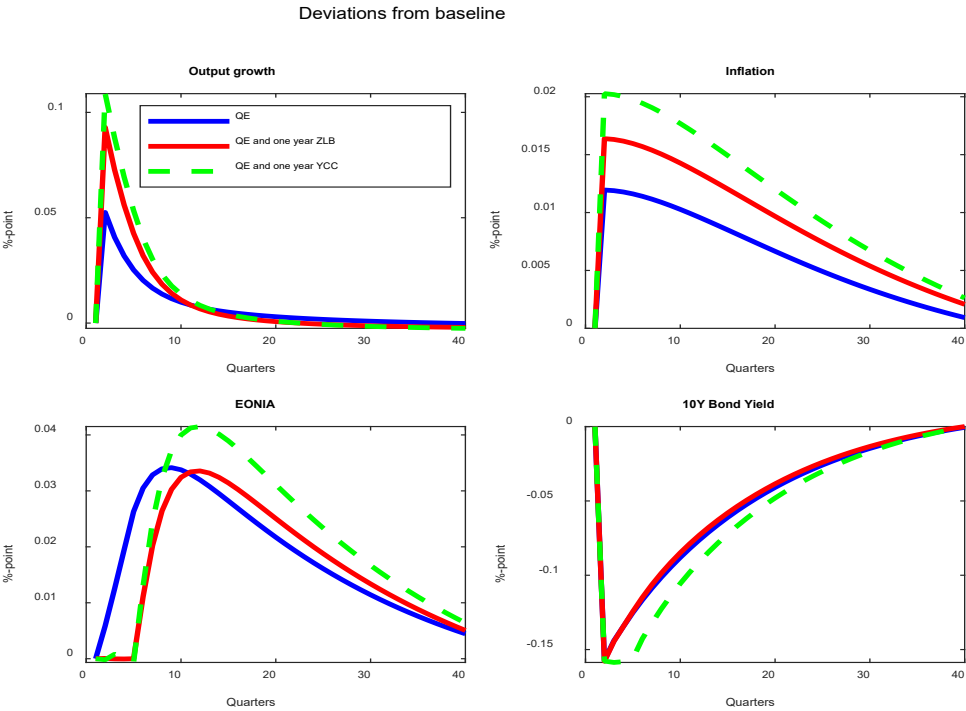 Deviations from baseline
Output growth
0.1
0.05
0
%-point
QE
QE and one year ZLB
QE and one year YCC
0 10 20 30 40
Quarters
Inflation
0.02
0.015
0.01
0.005
0
%-point
0 10 20 30 40
Quarters
EONIA
0.04
0.03
0.02
0.01
0
%-point
0 10 20 30 40
Quarters
10Y Bond Yield
0
-0.05
-0.1
-0.15
%-point
0 10 20 30 40
Quarters